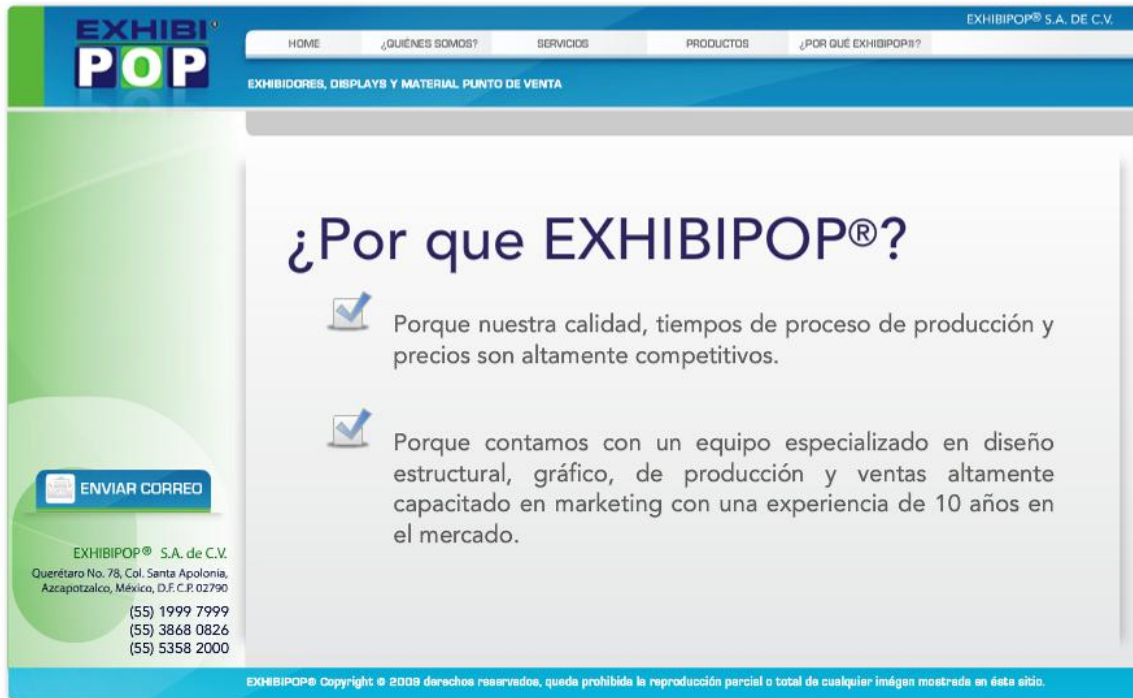 EXHIBIPOP® S.A. DE C.V.
EXHIBI®
POP
HOME ¿QUIÉNES SOMOS? SERVICIOS PRODUCTOS ¿POR QUÉ EXHIBIPOP®?
EXHIBIDORES, DISPLAYS Y MATERIAL PUNTO DE VENTA
¿Por que EXHIBIPOP®?
Porque nuestra calidad, tiempos de proceso de producción y
precios son altamente competitivos.
Porque contamos con un equipo especializado en diseño
estructural, gráfico, de producción y ventas altamente
capacitado en marketing con una experiencia de 10 años en
el mercado.
ENVIAR CORREO
EXHIBIPOP® S.A. de C.V.
Querétaro No. 78, Col. Santa Apolonia,
Azcapotzalco, México, D.F. C.P. 02790
(55) 1999 7999
(55) 3868 0826
(55) 5358 2000
EXHIBIPOP® Copyright © 2009 derechos reservados, queda prohibida la reproducción parcial o total de cualquier imágen mostrada en éste sitio.